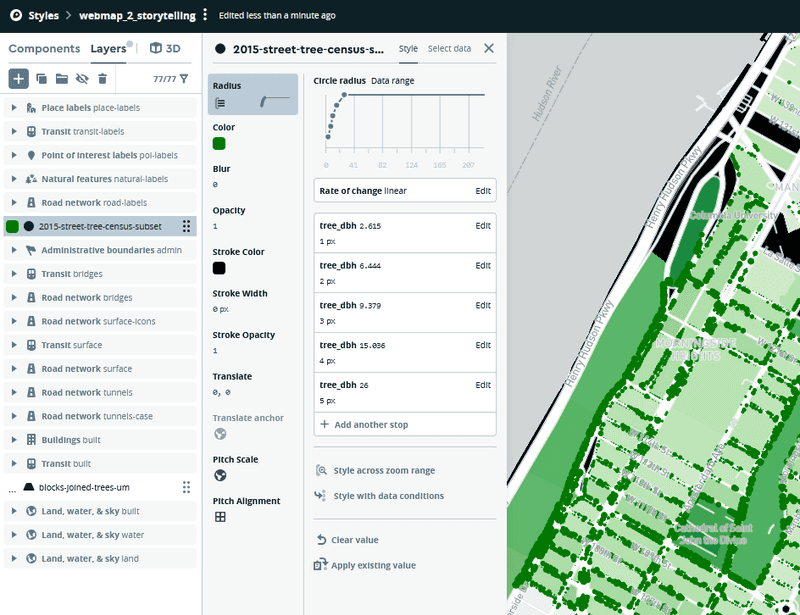 Styles > webmap_2_storytelling Edited less than a minute ago
Components Layers 3D
77/77
Place labels place-labels
Transit transit-labels
Point of interest labels poi-labels
Natural features natural-labels
Road network road-labels
2015-street-tree-census-subset
Administrative boundaries admin
Transit bridges
Road network bridges
Road network surface-icons
Transit surface
Road network surface
Road network tunnels
Road network tunnels-case
Buildings built
Transit built
... blocks-joined-trees-um
Land, water, & sky built
Land, water, & sky water
Land, water, & sky land
2015-street-tree-census-s... Style Select data
Radius
Color
Blur
0
Opacity
1
Stroke Color
Stroke Width
0 px
Stroke Opacity
1
Translate
0, 0
Translate anchor
Pitch Scale
Pitch Alignment
Circle radius Data range
0 41 82 124 165 207
Rate of change linear Edit
tree_dbh 2.615 Edit
1 px
tree_dbh 6.444 Edit
2 px
tree_dbh 9.379 Edit
3 px
tree_dbh 15.036 Edit
4 px
tree_dbh 26 Edit
5 px
Add another stop
Style across zoom range
Style with data conditions
Clear value
Apply existing value
Hudson River
Henry Hudson Pkwy
Columbia University
Henry Hudson Pkwy
MORNINGSIDE
HEIGHTS
Cathedral of Saint
John the Divine